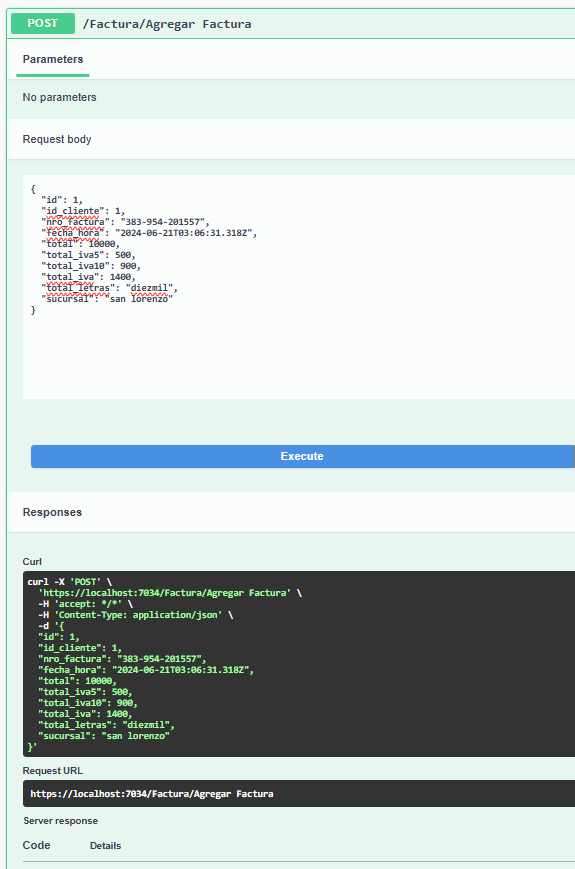 POST /Factura/Agregar Factura
Parameters
No parameters
Request body
{
"id": 1,
"id_cliente": 1,
"nro_factura": "383-954-201557",
"fecha_hora": "2024-06-21T03:06:31.318Z",
"total": 10000,
"total_iva5": 500,
"total_iva10": 900,
"total_iva": 1400,
"total_letras": "diezmil",
"sucursal": "san lorenzo"
}
Execute
Responses
Curl
curl -X 'POST' \
'https://localhost:7034/Factura/Agregar Factura' \
-H 'accept: */*' \
-H 'Content-Type: application/json' \
-d '{
"id": 1,
"id_cliente": 1,
"nro_factura": "383-954-201557",
"fecha_hora": "2024-06-21T03:06:31.318Z",
"total": 10000,
"total_iva5": 500,
"total_iva10": 900,
"total_iva": 1400,
"total_letras": "diezmil",
"sucursal": "san lorenzo"
}'
Request URL
https://localhost:7034/Factura/Agregar Factura
Server response
Code Details